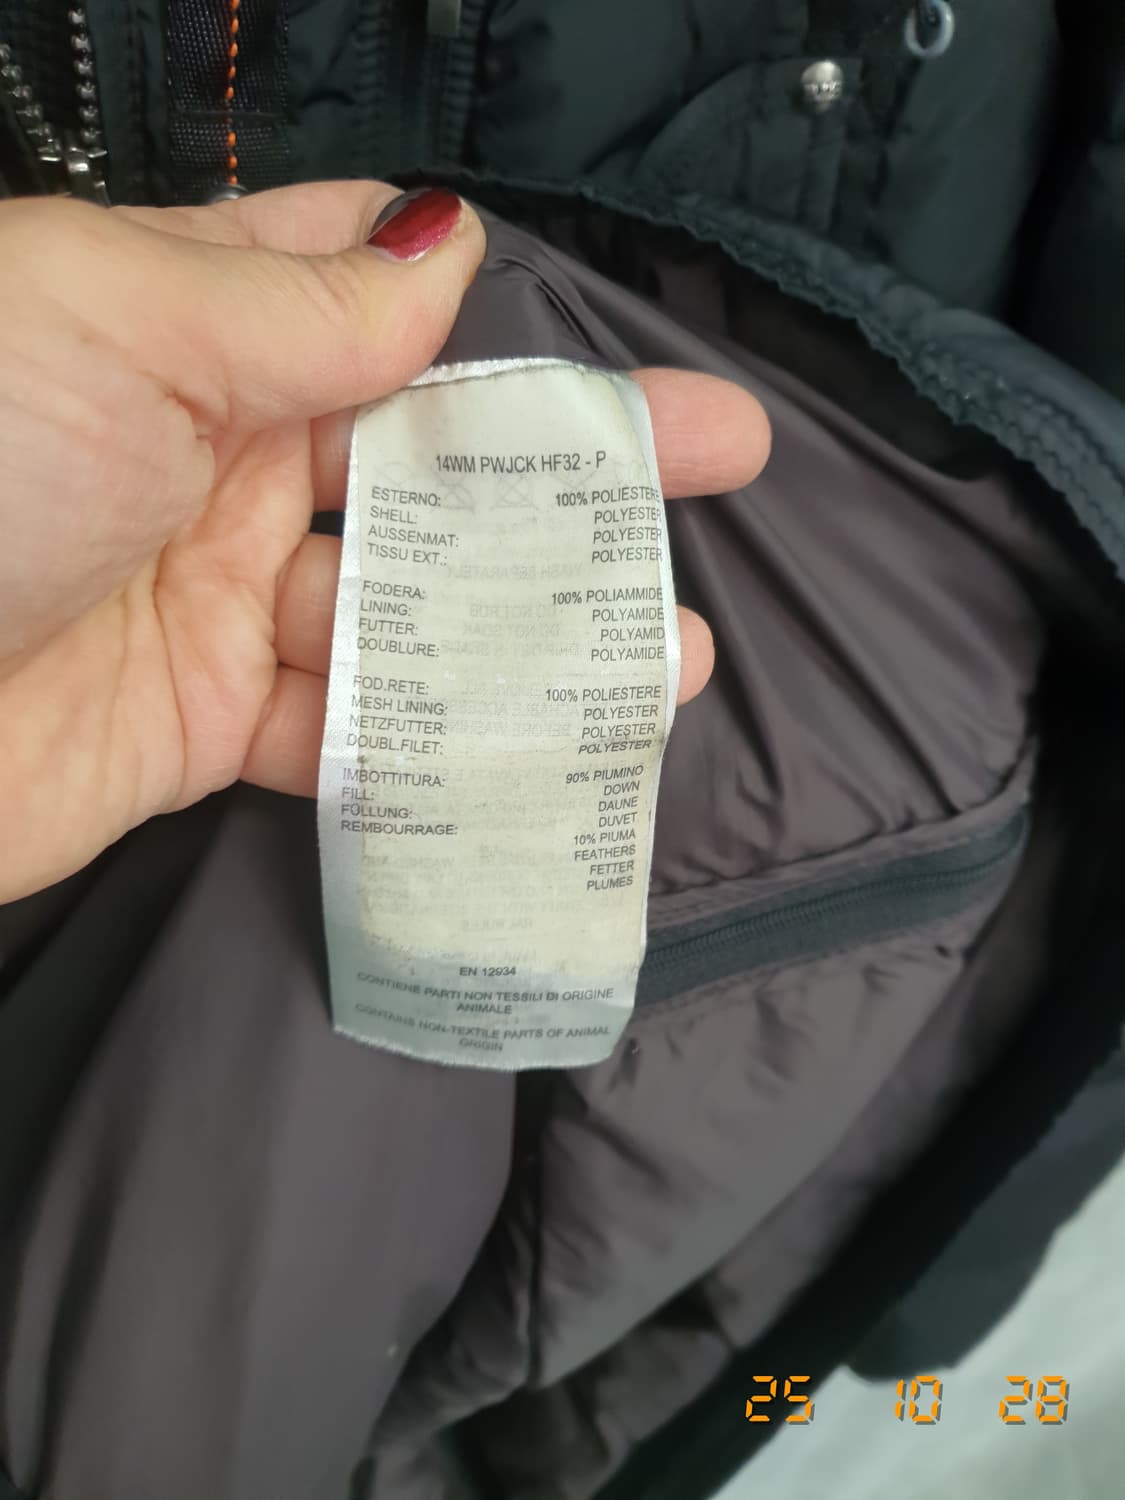 14WM PWJCK HF32 - P
ESTERNO: 100% POLIESTERE
SHELL: POLYESTER
AUSSENMAT: POLYESTER
TISSU EXT.: POLYESTER
FODERA: 100% POLIAMMIDE
LINING: POLYAMIDE
FUTTER: POLYAMID
DOUBLURE: POLYAMIDE
FOD.RETE: 100% POLIESTERE
MESH LINING: POLYESTER
NETZFUTTER: POLYESTER
DOUBL.FILET: POLYESTER
IMBOTTITURA: 90% PIUMINO
FILL: DOWN
FÜLLUNG: DAUNE
REMBOURRAGE: DUVET
10% PIUMA
FEATHERS
FETTER
PLUMES
EN 12934
CONTIENE PARTI NON TESSILI DI ORIGINE
ANIMALE
CONTAINS NON-TEXTILE PARTS OF ANIMAL
ORIGIN
25 10 28